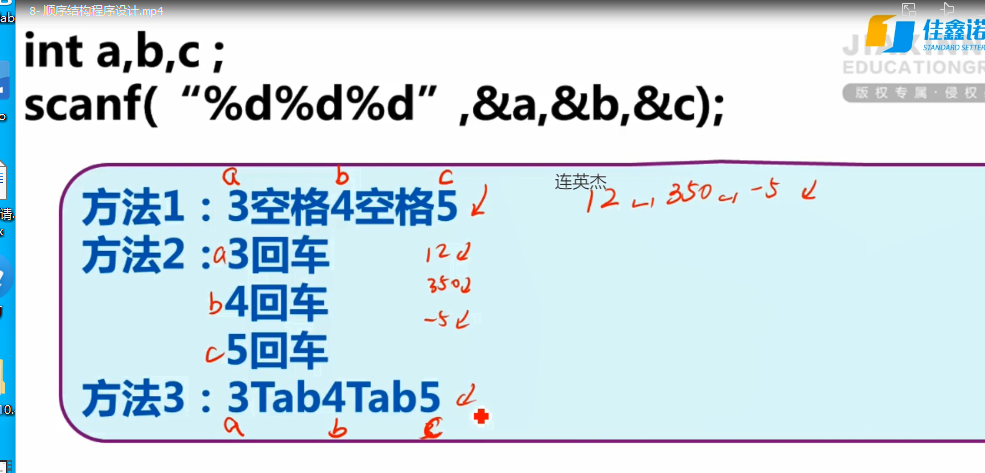 8- 顺序结构程序设计.mp4
佳鑫诺
STANDARD SETTER
JIAXINN
EDUCATIONGR
版权专属·侵权
int a,b,c ;
scanf( “%d%d%d” ,&a,&b,&c);
a b c
连英杰
方法1：3空格4空格5 ↙
12 ␣ 350 ␣ -5 ↙
方法2：a3回车
12↙
b4回车
350↙
c5回车
-5↙
方法3：3Tab4Tab5 ↙
a b c